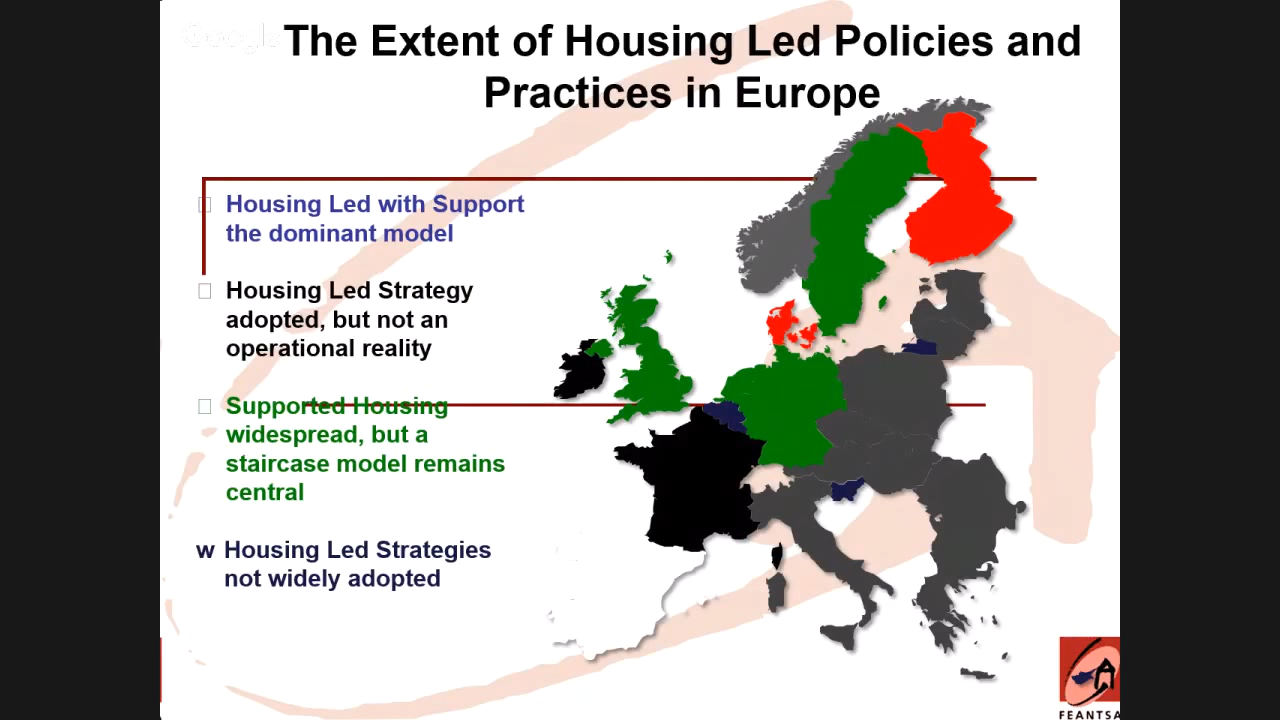 Google
The Extent of Housing Led Policies and
Practices in Europe
Housing Led with Support
the dominant model
Housing Led Strategy
adopted, but not an
operational reality
Supported Housing
widespread, but a
staircase model remains
central
w Housing Led Strategies
not widely adopted
FEANTSA